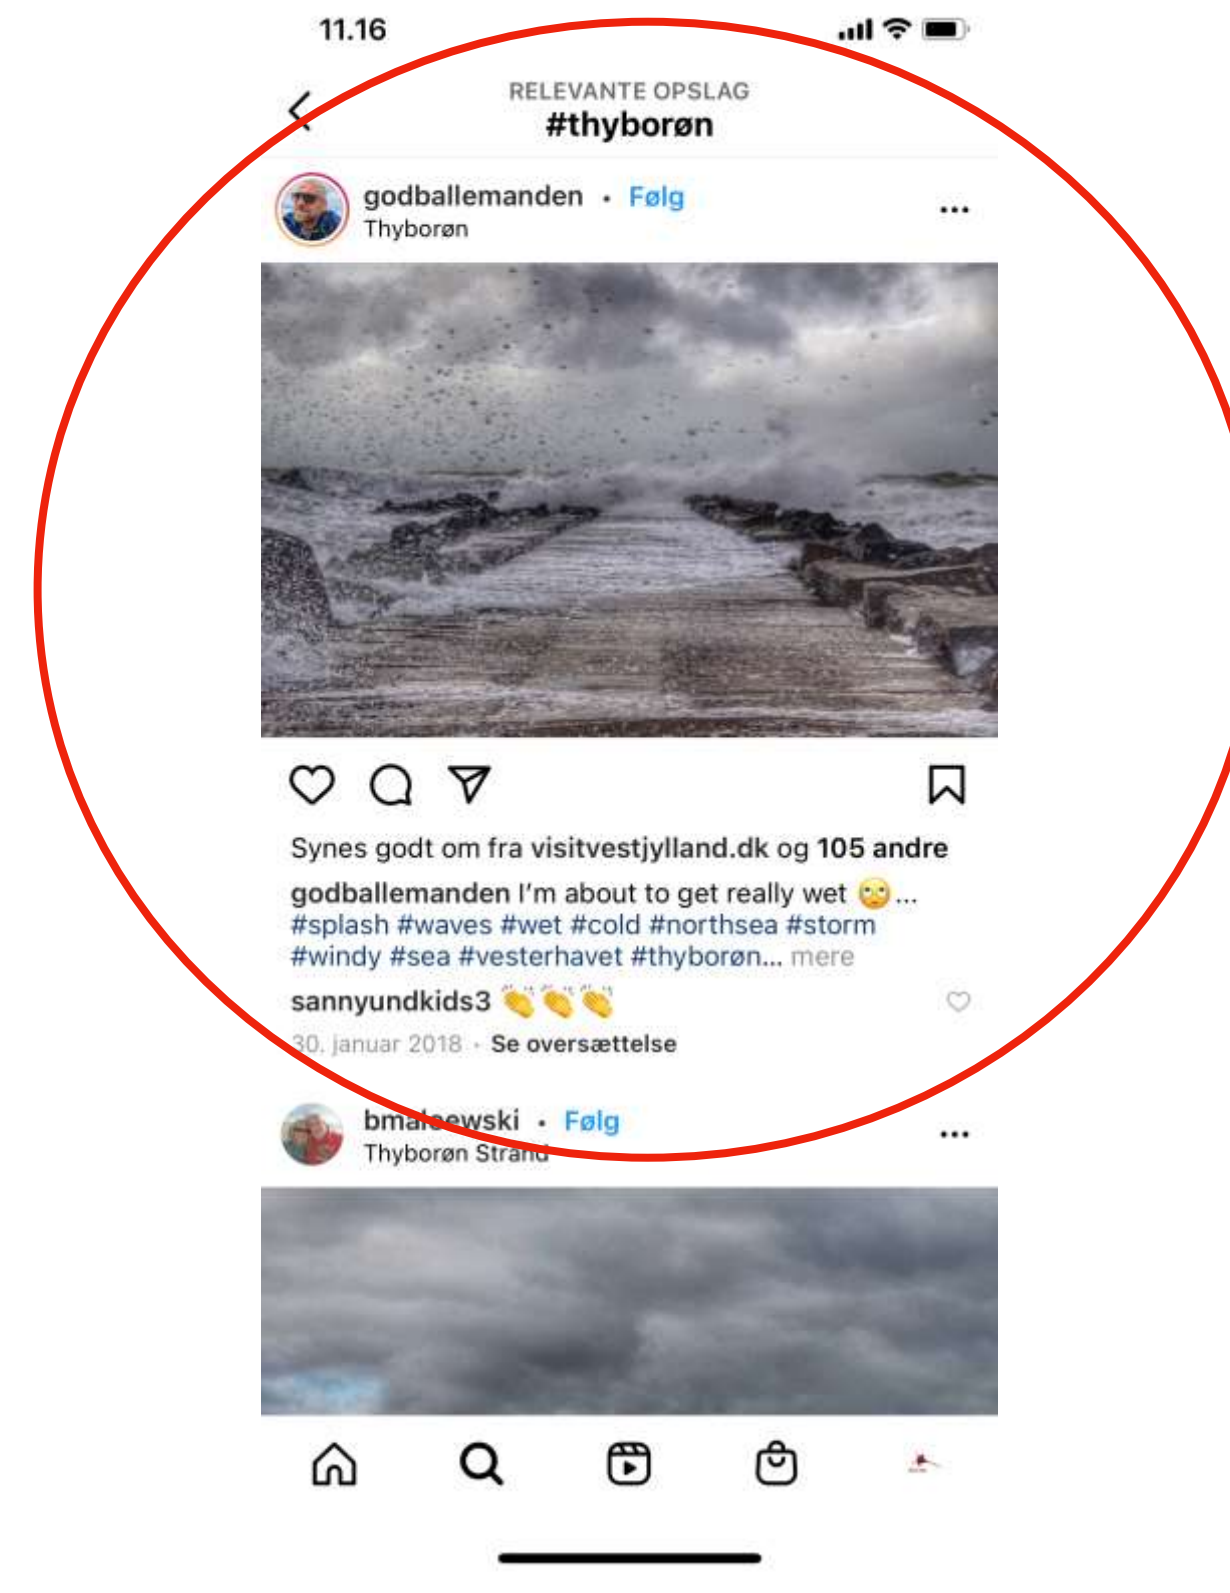 11.16
RELEVANTE OPSLAG
#thyborøn
godballemanden · Følg
Thyborøn
Synes godt om fra visitvestjylland.dk og 105 andre
godballemanden I'm about to get really wet 🙄...
#splash #waves #wet #cold #northsea #storm
#windy #sea #vesterhavet #thyborøn... mere
sannyundkids3 👏👏👏
30. januar 2018 · Se oversættelse
· Følg
Thyborøn Strand